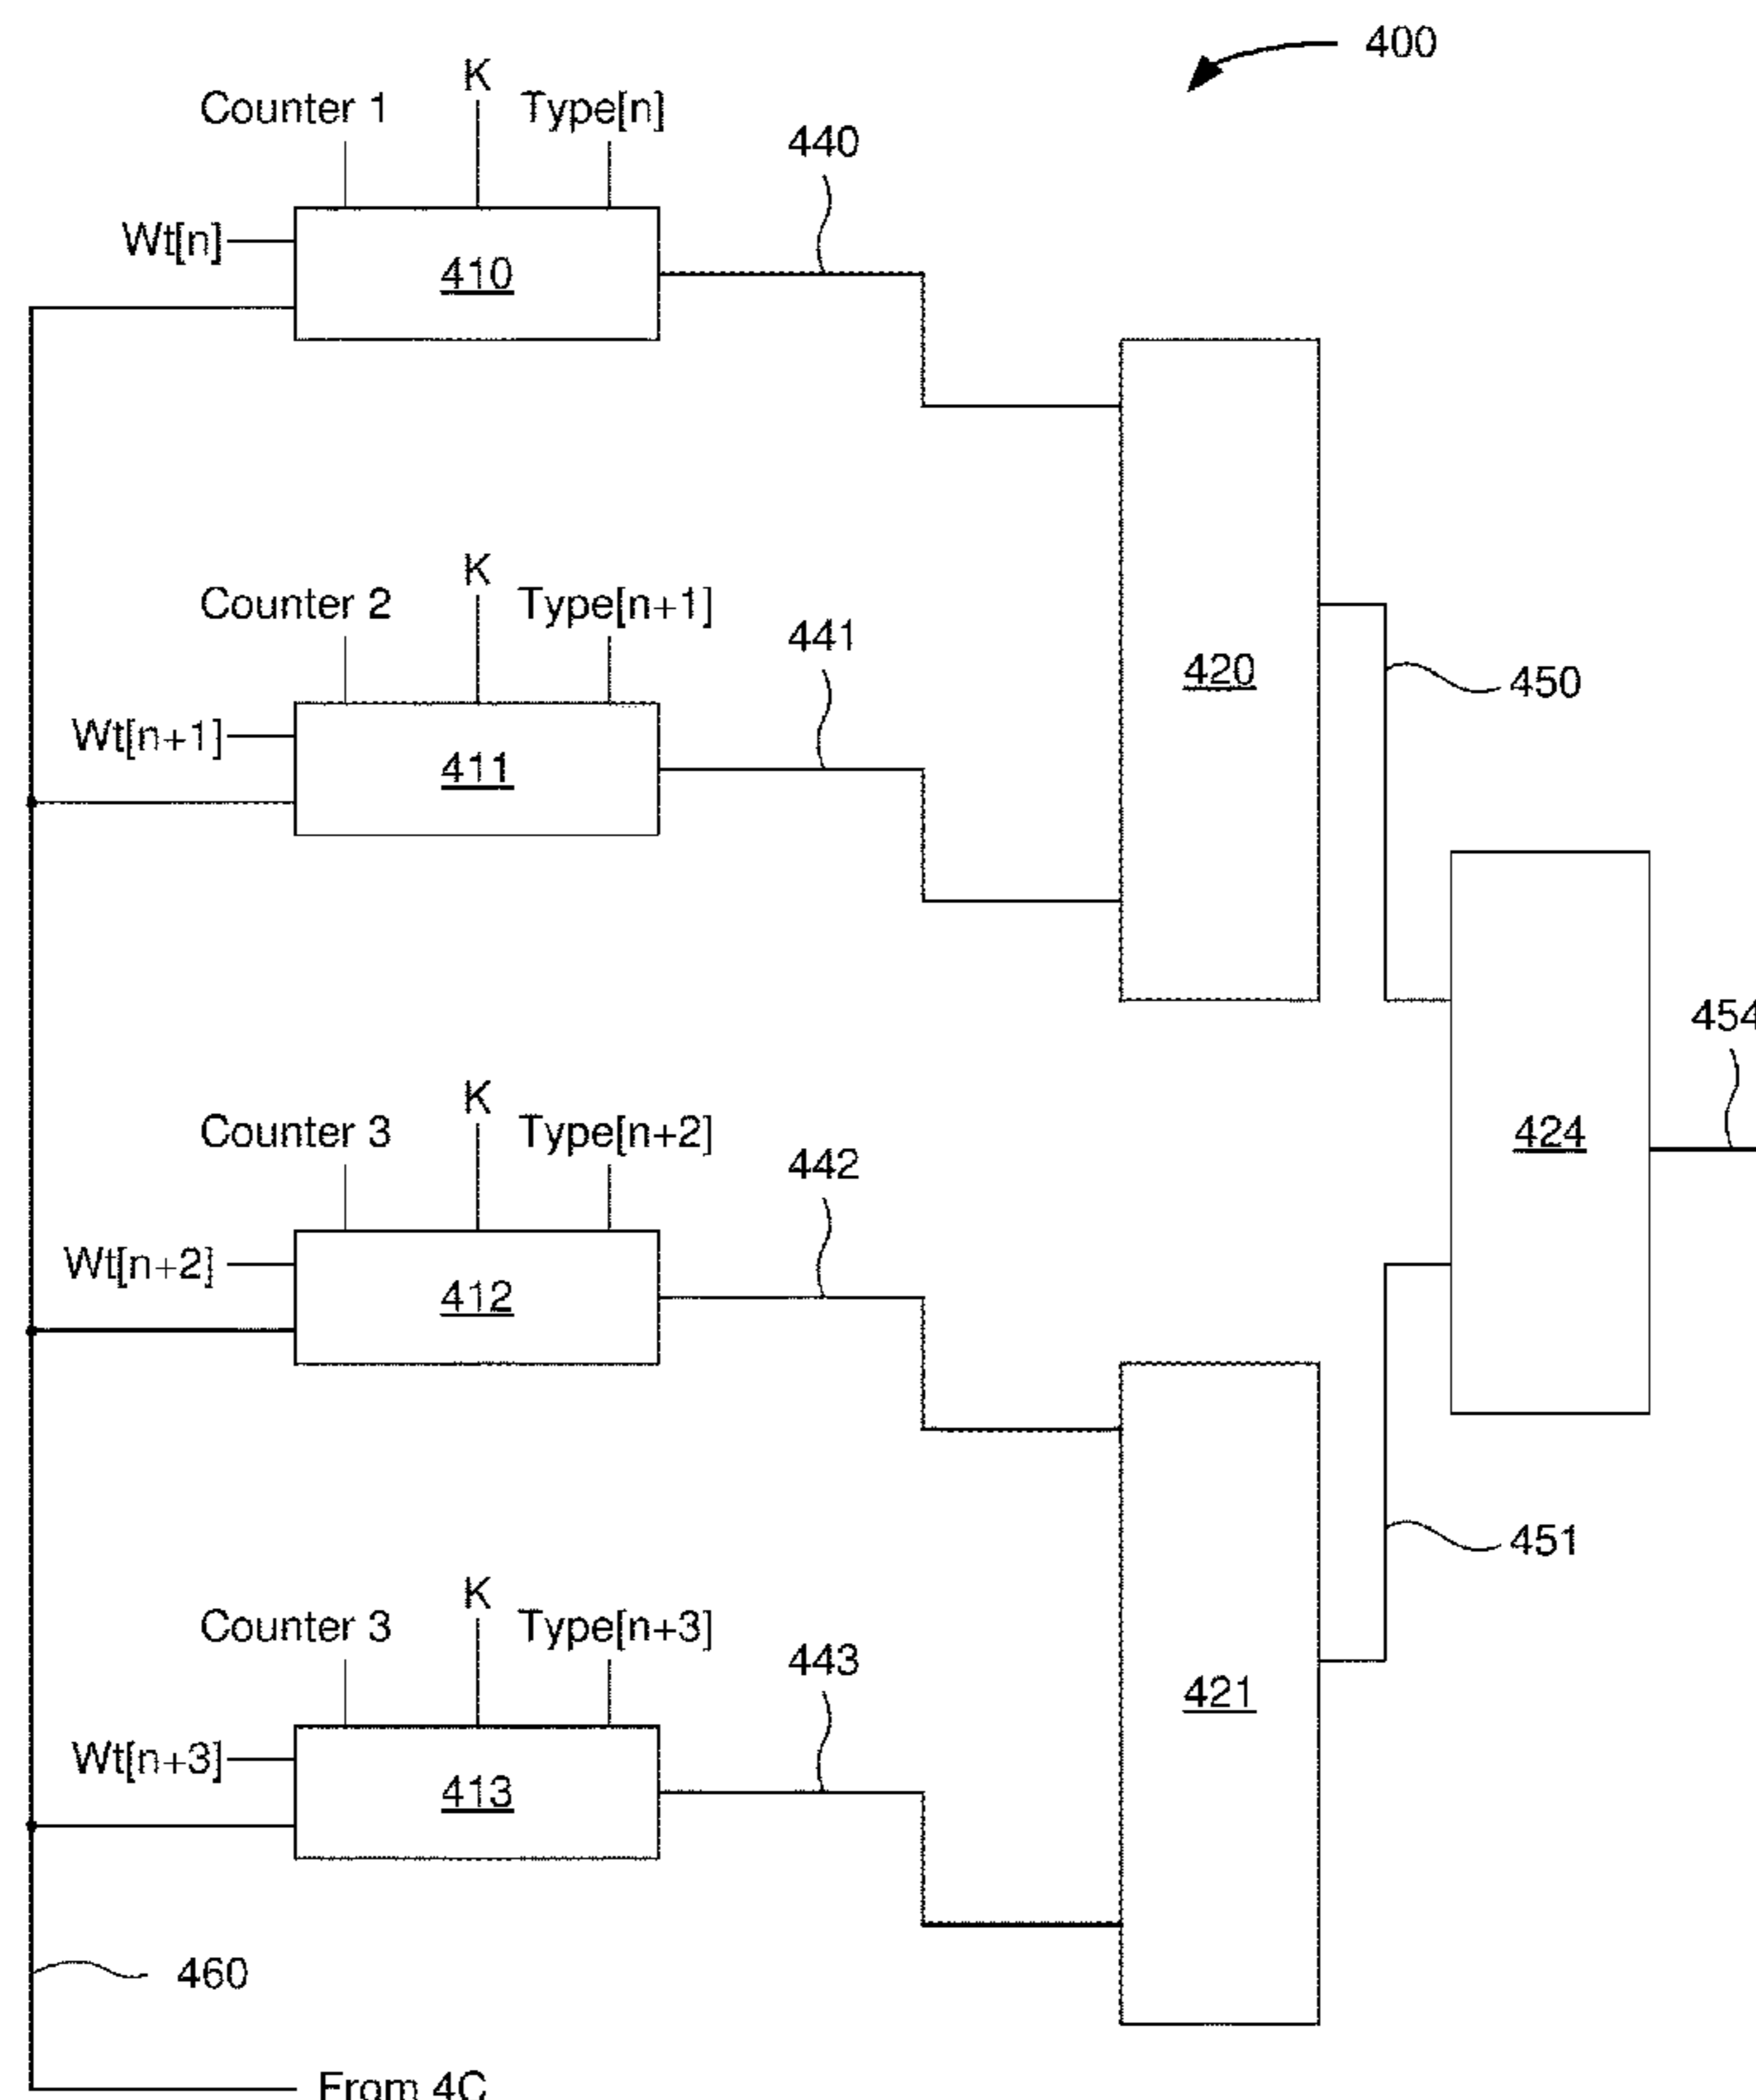 400
Counter 1
K
Type[n]
440
Wt[n]
410
Counter 2
K
Type[n+1]
441
Wt[n+1]
411
420
450
454
Counter 3
K
Type[n+2]
442
424
Wt[n+2]
412
451
Counter 3
K
Type[n+3]
443
421
Wt[n+3]
413
460
From 4C